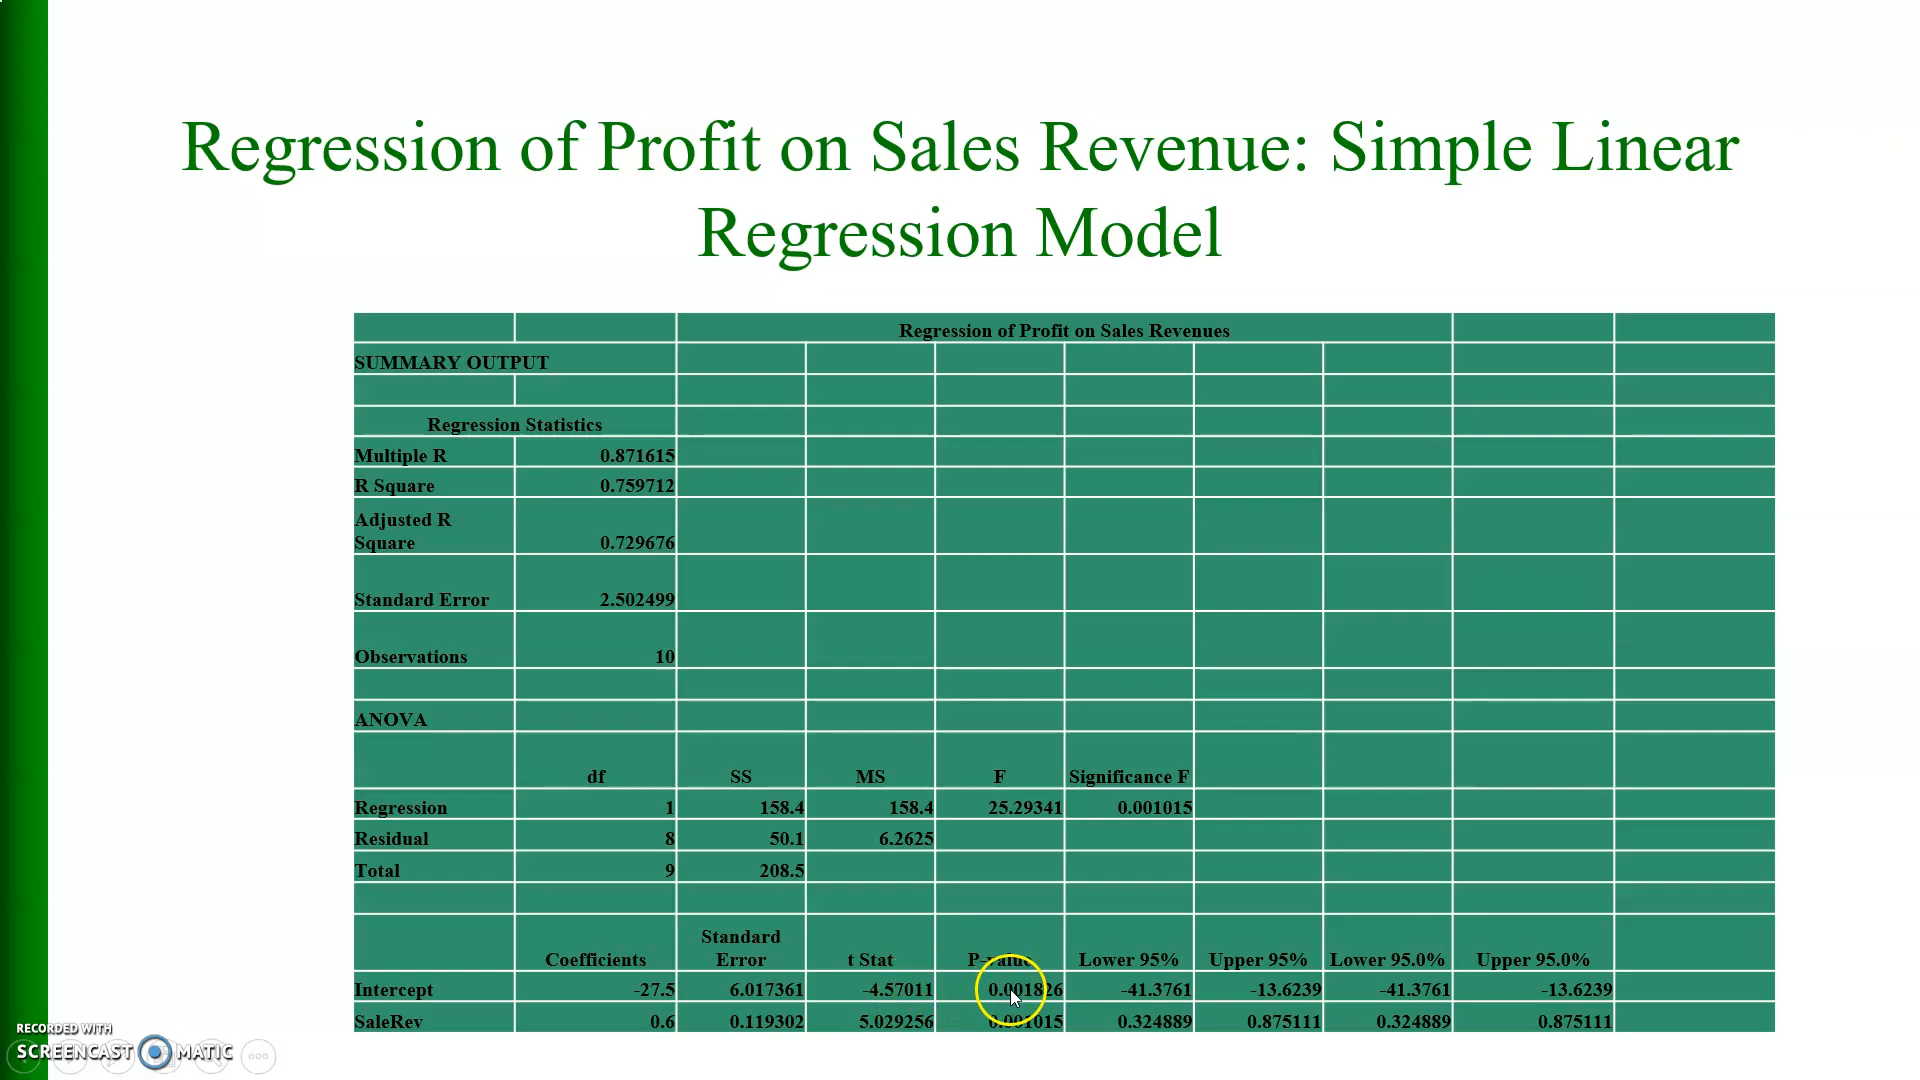 Regression of Profit on Sales Revenue: Simple Linear
Regression Model
Regression of Profit on Sales Revenues
SUMMARY OUTPUT
Regression Statistics
Multiple R 0.871615
R Square 0.759712
Adjusted R
Square 0.729676
Standard Error 2.502499
Observations 10
ANOVA
df SS MS F Significance F
Regression 1 158.4 158.4 25.29341 0.001015
Residual 8 50.1 6.2625
Total 9 208.5
Standard
Coefficients Error t Stat P-value Lower 95% Upper 95% Lower 95.0% Upper 95.0%
Intercept -27.5 6.017361 -4.57011 0.001826 -41.3761 -13.6239 -41.3761 -13.6239
SaleRev 0.6 0.119302 5.029256 0.001015 0.324889 0.875111 0.324889 0.875111
RECORDED WITH
SCREENCAST MATIC